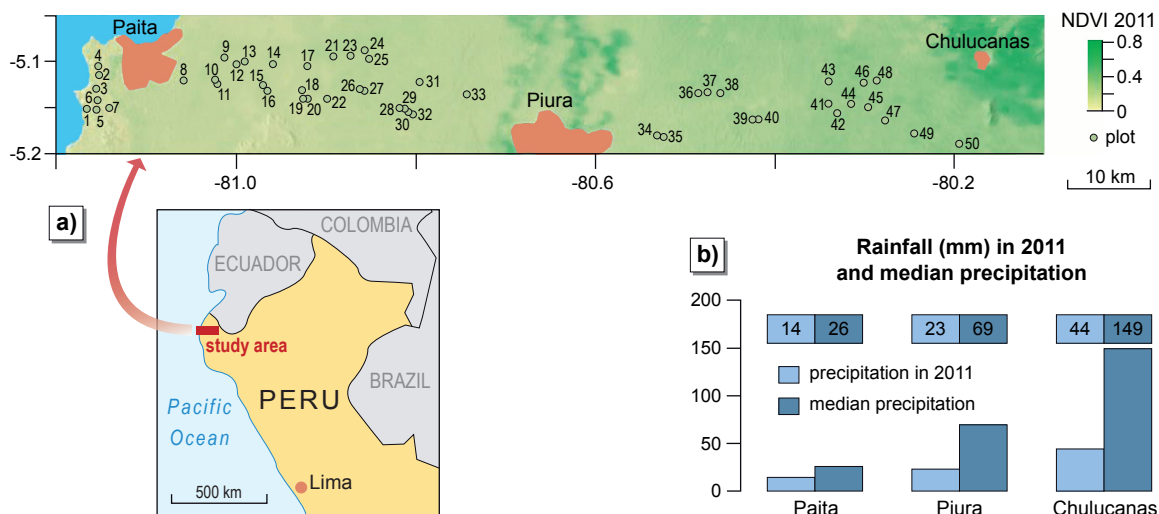 Paita
Piura
Chulucanas
NDVI 2011
0.8
0.4
0
plot
10 km
-5.1
-5.2
-81.0
-80.6
-80.2
1
2
3
4
5
6
7
8
9
10
11
12
13
14
15
16
17
18
19
20
21
22
23
24
25
26
27
28
29
30
31
32
33
34
35
36
37
38
39
40
41
42
43
44
45
46
47
48
49
50
a)
COLOMBIA
ECUADOR
study area
BRAZIL
PERU
Pacific
Ocean
Lima
500 km
b)
Rainfall (mm) in 2011
and median precipitation
200
150
100
50
0
14 26
23 69
44 149
precipitation in 2011
median precipitation
Paita
Piura
Chulucanas